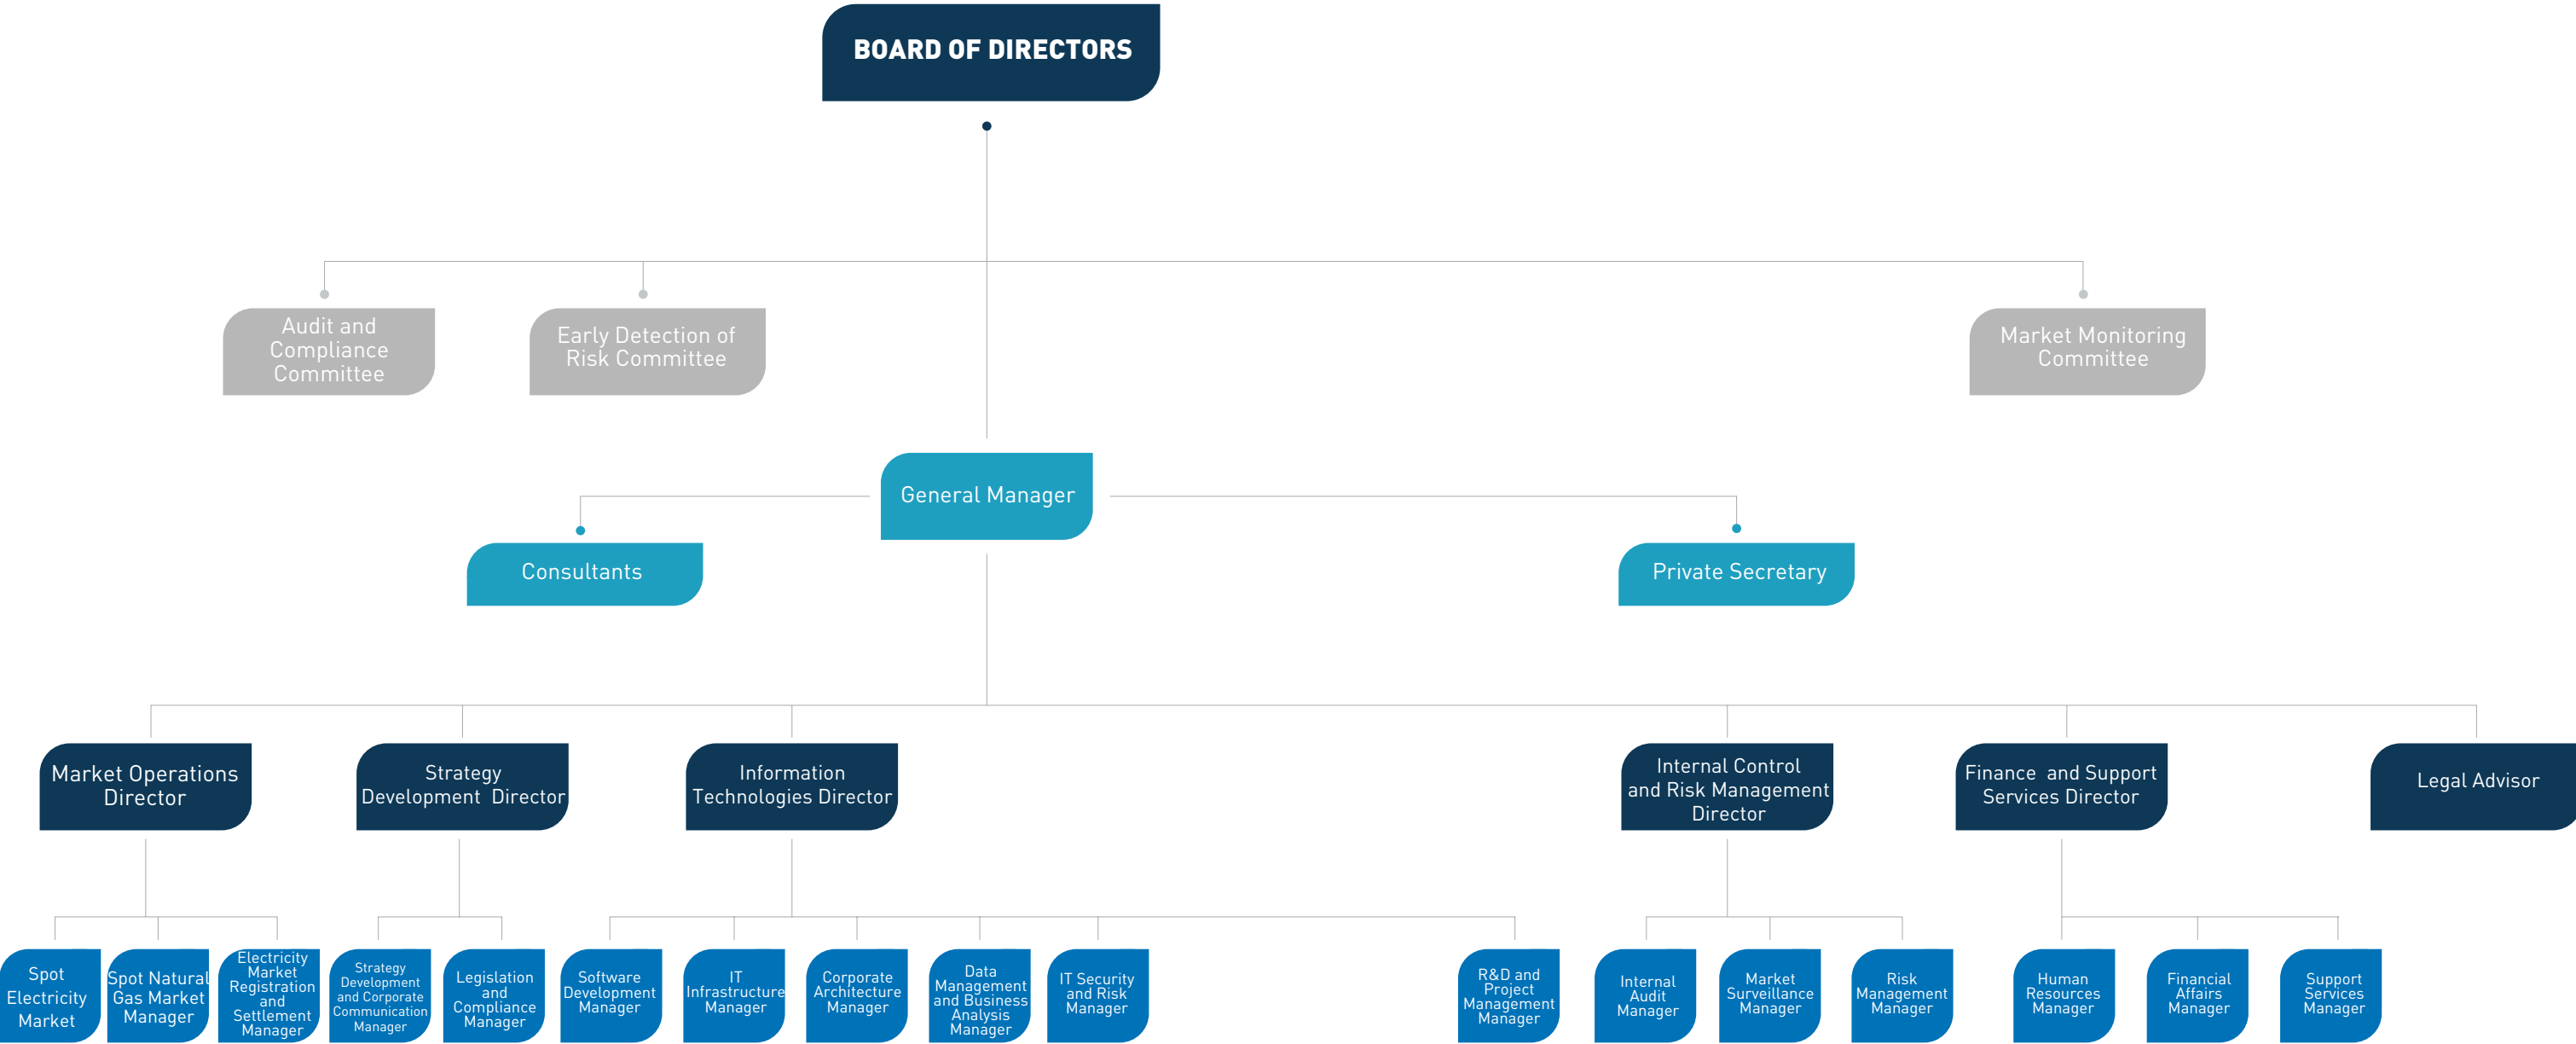 BOARD OF DIRECTORS
Audit and
Compliance
Committee
Early Detection of
Risk Committee
Market Monitoring
Committee
General Manager
Consultants
Private Secretary
Market Operations
Director
Strategy
Development Director
Information
Technologies Director
Internal Control
and Risk Management
Director
Finance and Support
Services Director
Legal Advisor
Spot
Electricity
Market
Spot Natural
Gas Market
Manager
Electricity
Market
Registration
and
Settlement
Manager
Strategy
Development
and Corporate
Communication
Manager
Legislation
and
Compliance
Manager
Software
Development
Manager
IT
Infrastructure
Manager
Corporate
Architecture
Manager
Data
Management
and Business
Analysis
Manager
IT Security
and Risk
Manager
R&D and
Project
Management
Manager
Internal
Audit
Manager
Market
Surveillance
Manager
Risk
Management
Manager
Human
Resources
Manager
Financial
Affairs
Manager
Support
Services
Manager